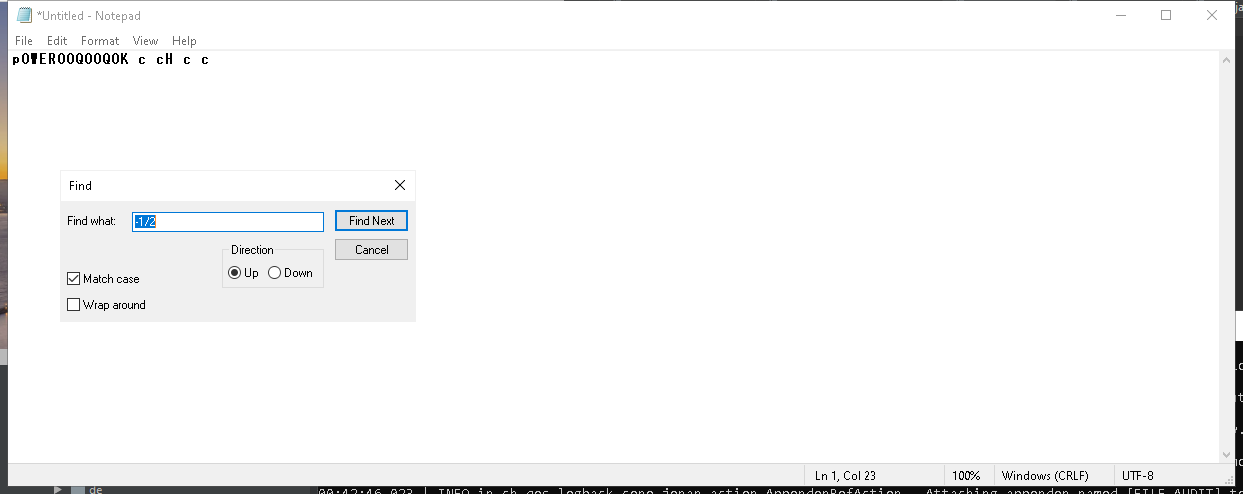 *Untitled - Notepad
File Edit Format View Help
pOWEROOQOOQOK c cH c c
Find
Find what: -1/2
Find Next
Direction
Cancel
Up Down
Match case
Wrap around
Ln 1, Col 23 100% Windows (CRLF) UTF-8
de
00:42:46,023 | INFO in ch.qos.logback.core.joran.action.AppenderRefAction - Attaching appender named [FILE_AUDIT] t